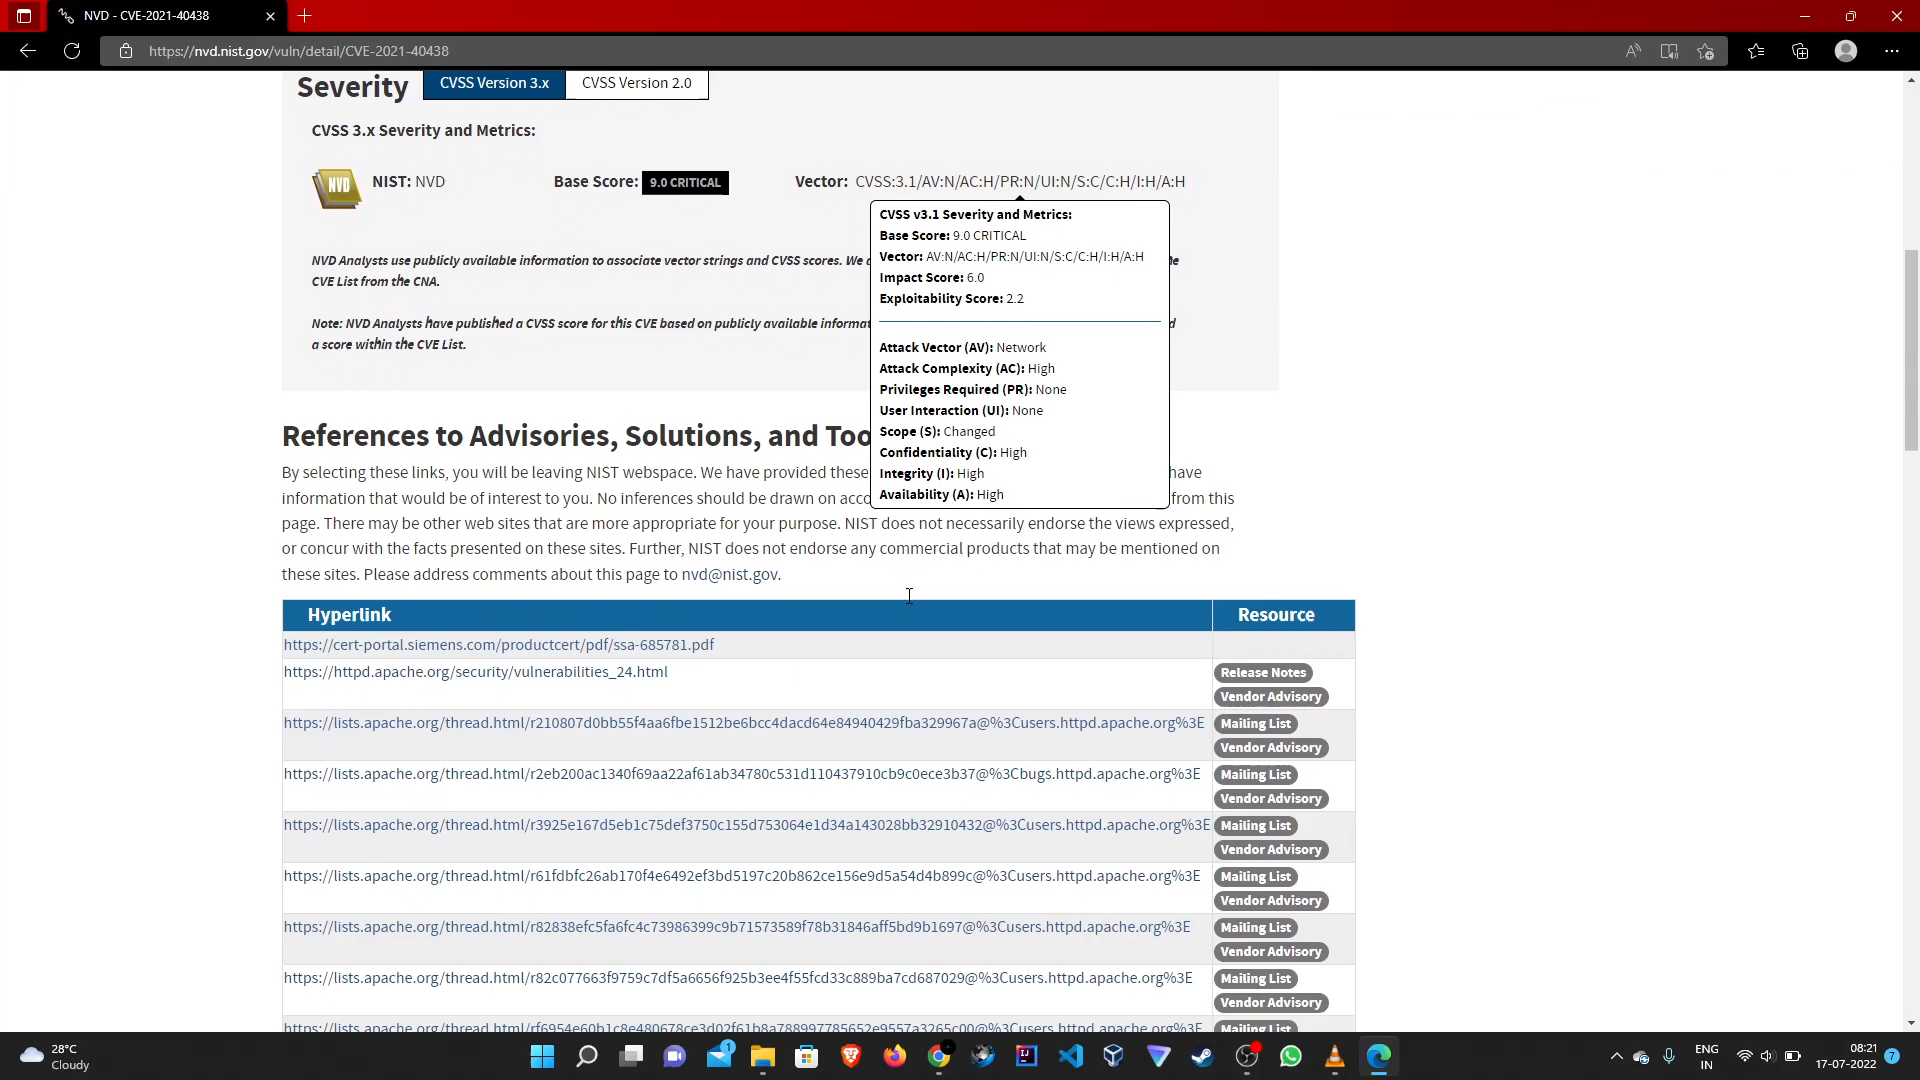 NVD - CVE-2021-40438
https://nvd.nist.gov/vuln/detail/CVE-2021-40438
Severity
CVSS Version 3.x
CVSS Version 2.0
CVSS 3.x Severity and Metrics:
NVD
NIST: NVD
Base Score: 9.0 CRITICAL
Vector: CVSS:3.1/AV:N/AC:H/PR:N/UI:N/S:C/C:H/I:H/A:H
CVSS v3.1 Severity and Metrics:
Base Score: 9.0 CRITICAL
Vector: AV:N/AC:H/PR:N/UI:N/S:C/C:H/I:H/A:H
Impact Score: 6.0
Exploitability Score: 2.2
Attack Vector (AV): Network
Attack Complexity (AC): High
Privileges Required (PR): None
User Interaction (UI): None
Scope (S): Changed
Confidentiality (C): High
Integrity (I): High
Availability (A): High
NVD Analysts use publicly available information to associate vector strings and CVSS scores. We
CVE List from the CNA.
Note: NVD Analysts have published a CVSS score for this CVE based on publicly available
a score within the CVE List.
References to Advisories, Solutions, and
By selecting these links, you will be leaving NIST webspace. We have provided these have
information that would be of interest to you. No inferences should be drawn on from this
page. There may be other web sites that are more appropriate for your purpose. NIST does not necessarily endorse the views expressed,
or concur with the facts presented on these sites. Further, NIST does not endorse any commercial products that may be mentioned on
these sites. Please address comments about this page to nvd@nist.gov.
Hyperlink Resource
https://cert-portal.siemens.com/productcert/pdf/ssa-685781.pdf
https://httpd.apache.org/security/vulnerabilities_24.html
Release Notes
Vendor Advisory
https://lists.apache.org/thread.html/r210807d0bb55f4aa6fbe1512be6bcc4dacd64e84940429fba329967a@%3Cusers.httpd.apache.org%3E
Mailing List
Vendor Advisory
https://lists.apache.org/thread.html/r2eb200ac1340f69aa22af61ab34780c531d110437910cb9c0ece3b37@%3Cbugs.httpd.apache.org%3E
Mailing List
Vendor Advisory
https://lists.apache.org/thread.html/r3925e167d5eb1c75def3750c155d753064e1d34a143028bb32910432@%3Cusers.httpd.apache.org%3E
Mailing List
Vendor Advisory
https://lists.apache.org/thread.html/r61fdbfc26ab170f4e6492ef3bd5197c20b862ce156e9d5a54d4b899c@%3Cusers.httpd.apache.org%3E
Mailing List
Vendor Advisory
https://lists.apache.org/thread.html/r82838efc5fa6fc4c73986399c9b71573589f78b31846aff5bd9b1697@%3Cusers.httpd.apache.org%3E
Mailing List
Vendor Advisory
https://lists.apache.org/thread.html/r82c077663f9759c7df5a6656f925b3ee4f55fcd33c889ba7cd687029@%3Cusers.httpd.apache.org%3E
Mailing List
Vendor Advisory
https://lists.apache.org/thread.html/rf6954e60b1c8e480678ce3d02f61b8a788997785652e9557a3265c00@%3Cusers.httpd.apache.org%3E
Mailing List
28°C
Cloudy
1
ENG
IN
08:21
17-07-2022
7